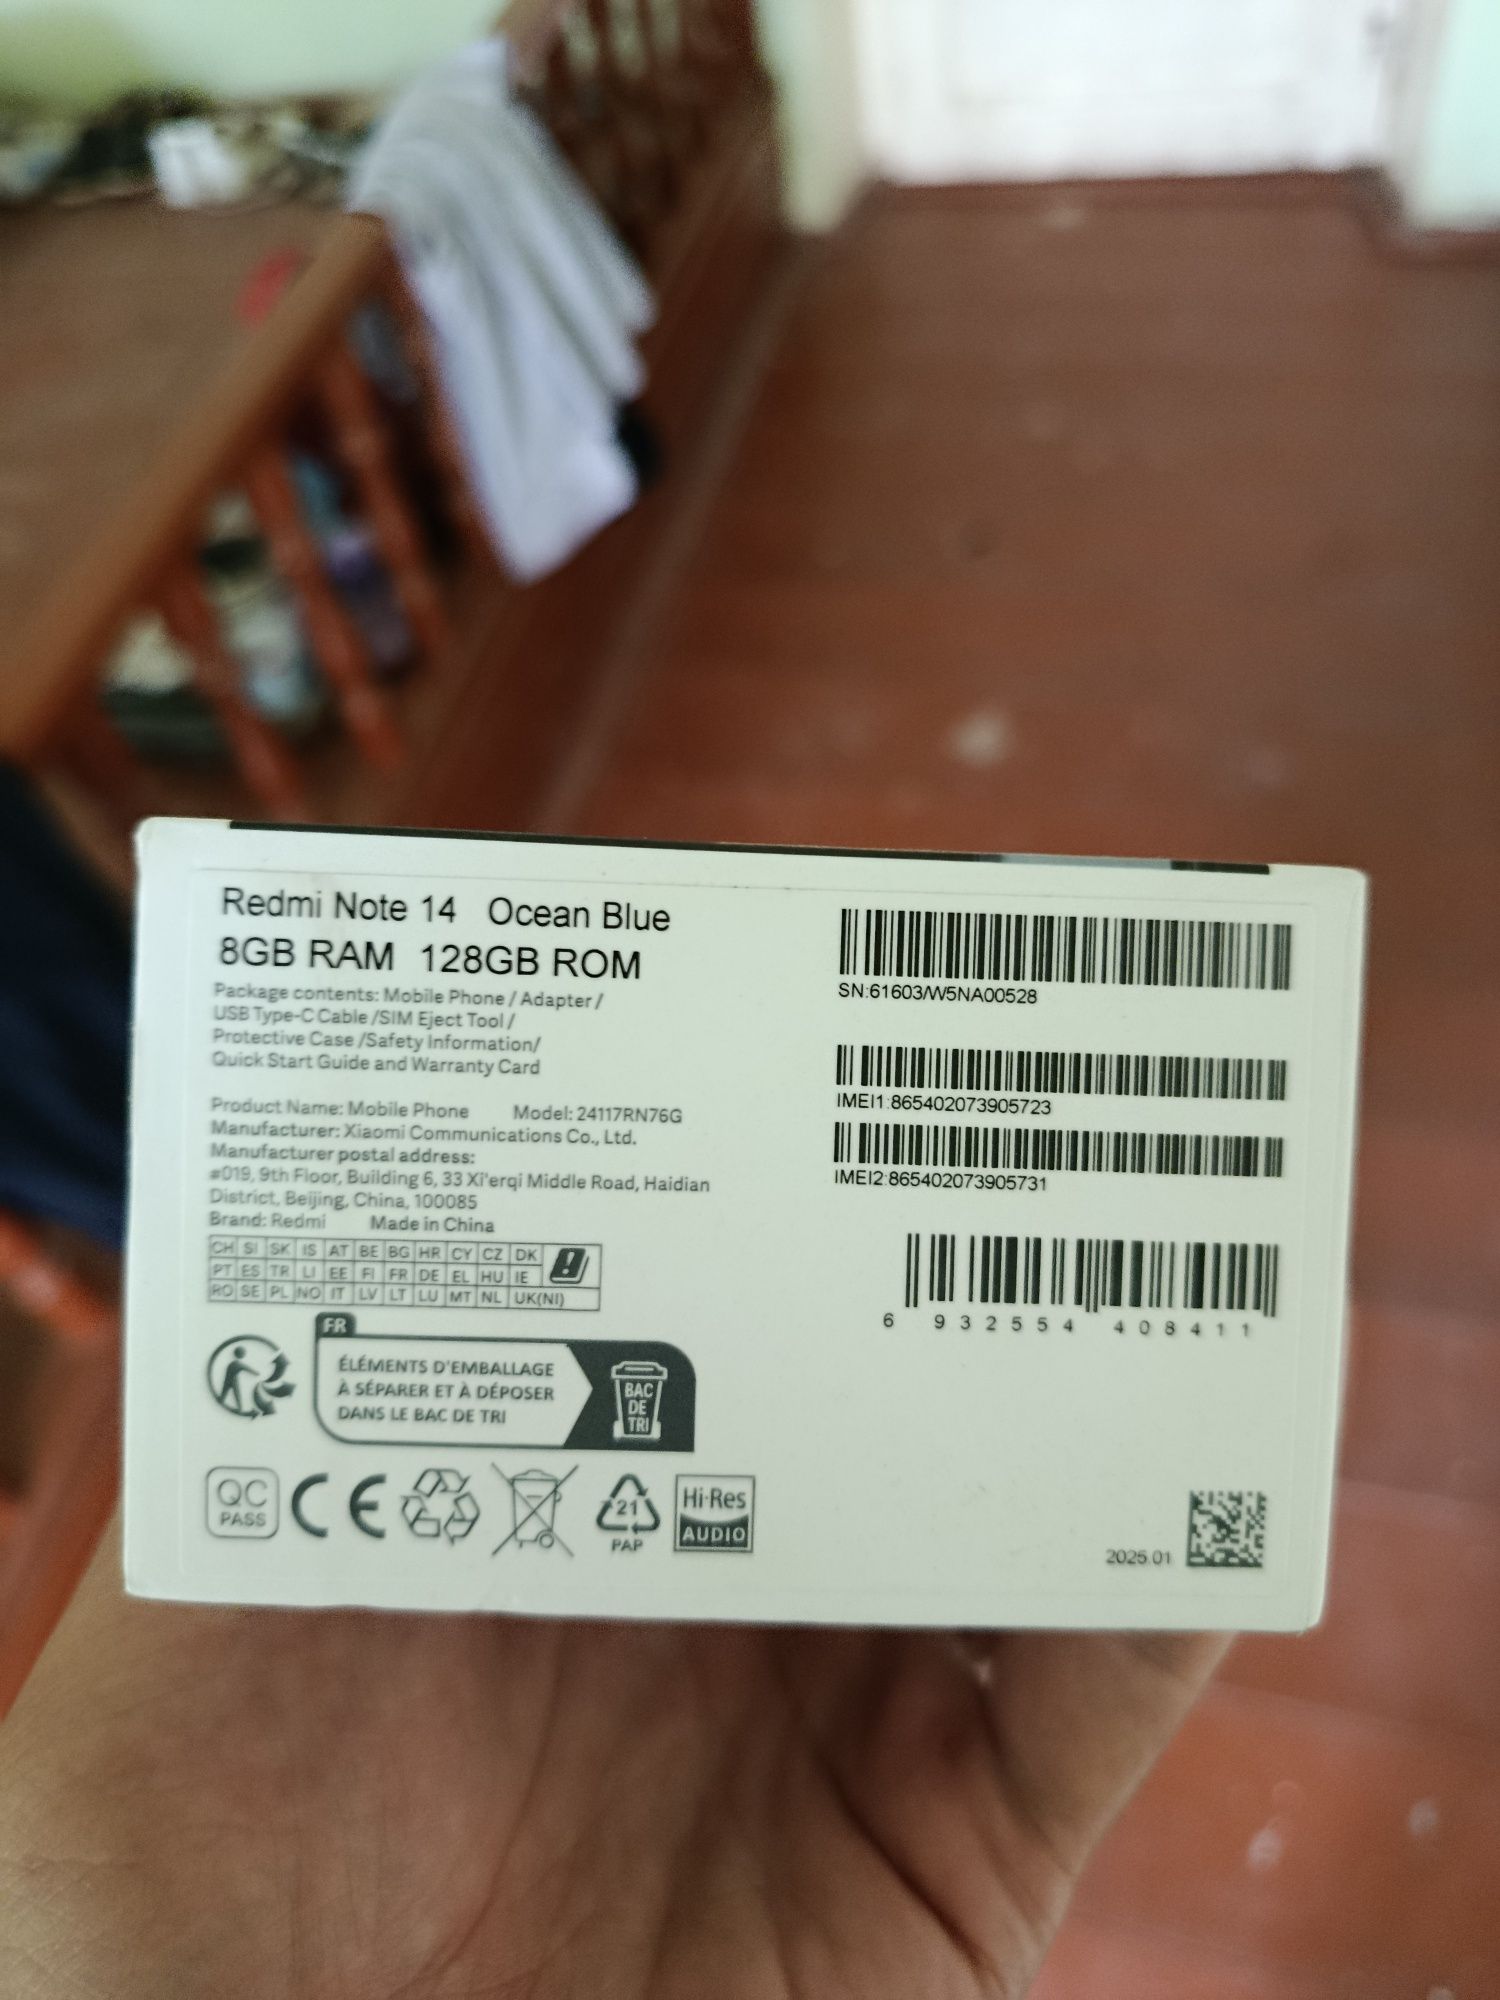 Redmi Note 14 Ocean Blue
8GB RAM 128GB ROM
Package contents: Mobile Phone / Adapter /
USB Type-C Cable /SIM Eject Tool /
Protective Case /Safety Information/
Quick Start Guide and Warranty Card
Product Name: Mobile Phone Model: 24117RN76G
Manufacturer: Xiaomi Communications Co., Ltd.
Manufacturer postal address:
#019, 9th Floor, Building 6, 33 Xi'erqi Middle Road, Haidian
District, Beijing, China, 100085
Brand: Redmi Made in China
CH SI SK IS AT BE BG HR CY CZ DK
PT ES TR LI EE FI FR DE EL HU IE
RO SE PL NO IT LV LT LU MT NL UK(NI)
FR
ÉLÉMENTS D'EMBALLAGE
À SÉPARER ET À DÉPOSER
DANS LE BAC DE TRI
BAC
DE
TRI
QC
PASS
CE
21
PAP
Hi-Res
AUDIO
SN:61603/W5NA00528
IMEI1:865402073905723
IMEI2:865402073905731
6 932554 408411
2025.01